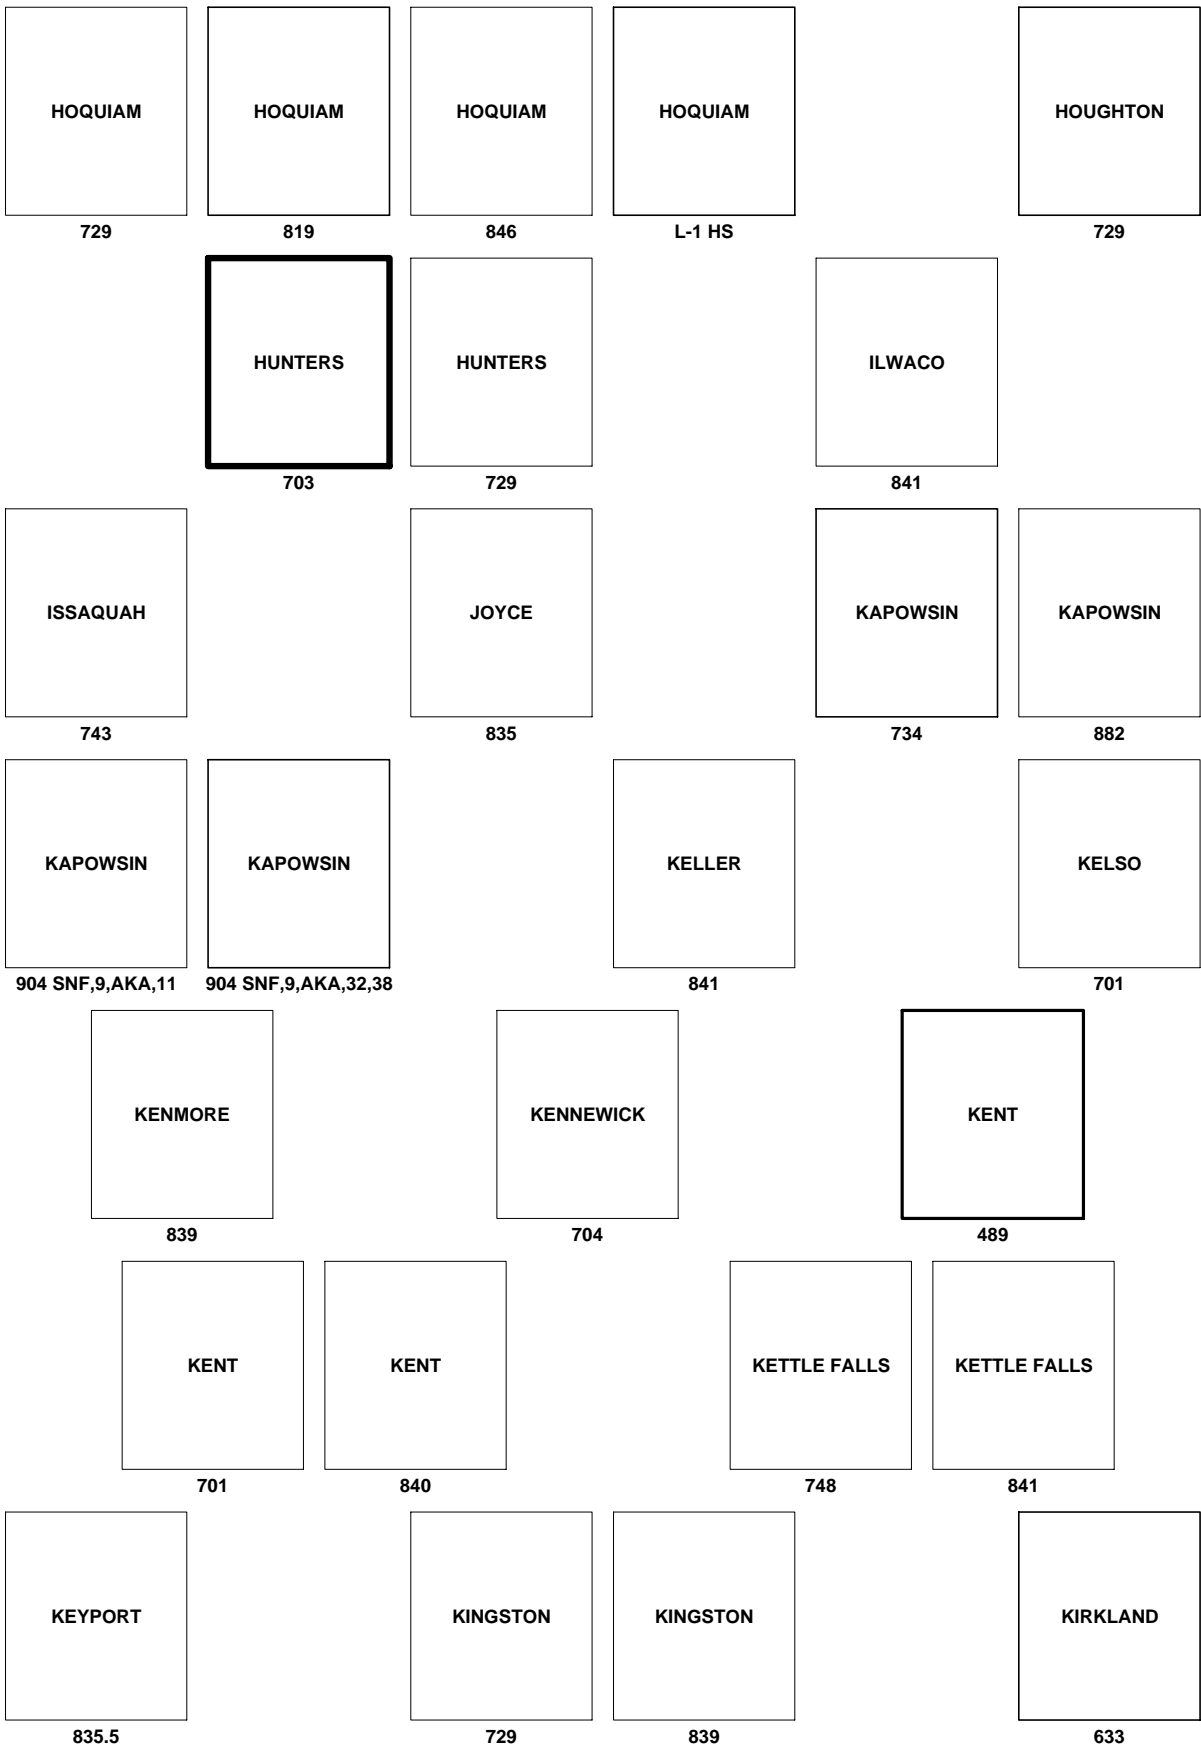 HOQUIAM HOQUIAM HOQUIAM HOQUIAM HOUGHTON
729 819 846 L-1 HS 729
HUNTERS HUNTERS ILWACO
703 729 841
ISSAQUAH JOYCE KAPOWSIN KAPOWSIN
743 835 734 882
KAPOWSIN KAPOWSIN KELLER KELSO
904 SNF,9,AKA,11 904 SNF,9,AKA,32,38 841 701
KENMORE KENNEWICK KENT
839 704 489
KENT KENT KETTLE FALLS KETTLE FALLS
701 840 748 841
KEYPORT KINGSTON KINGSTON KIRKLAND
835.5 729 839 633